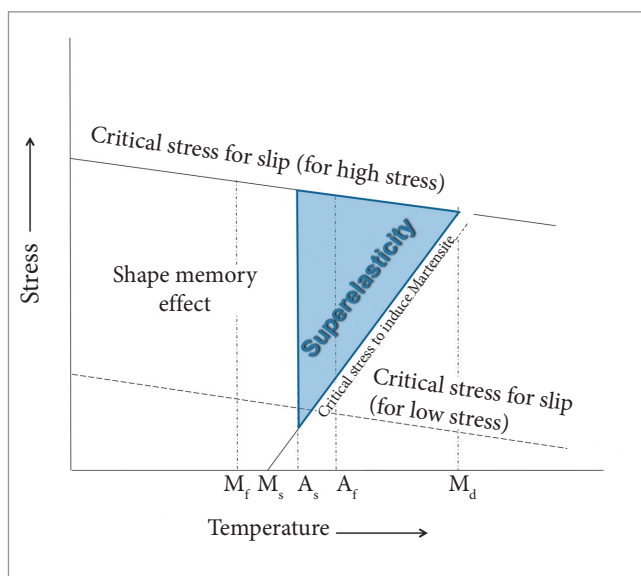 Critical stress for slip (for high stress)
Stress
Shape memory
effect
Superelasticity
Critical stress to induce Martensite
Critical stress for slip
(for low stress)
M_f M_s A_s A_f M_d
Temperature